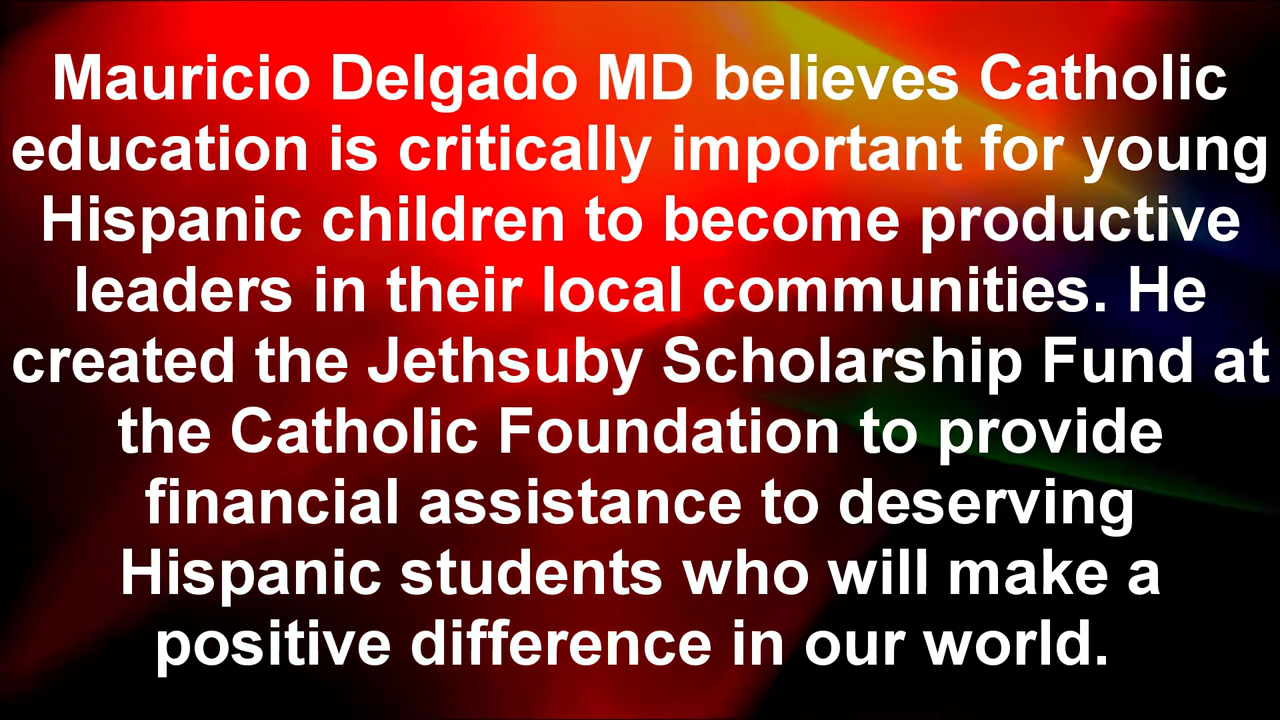 Mauricio Delgado MD believes Catholic
education is critically important for young
Hispanic children to become productive
leaders in their local communities. He
created the Jethsuby Scholarship Fund at
the Catholic Foundation to provide
financial assistance to deserving
Hispanic students who will make a
positive difference in our world.